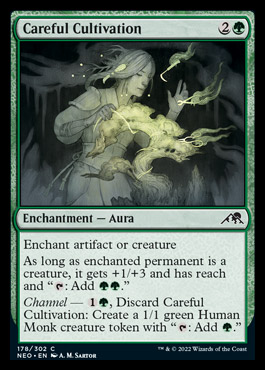 Careful Cultivation 2
Enchantment — Aura
Enchant artifact or creature
As long as enchanted permanent is a
creature, it gets +1/+3 and has reach
and “: Add .”
Channel — 1, Discard Careful
Cultivation: Create a 1/1 green Human
Monk creature token with “: Add .”
178/302 C
NEO • EN A. M. SARTOR
™ & © 2022 Wizards of the Coast